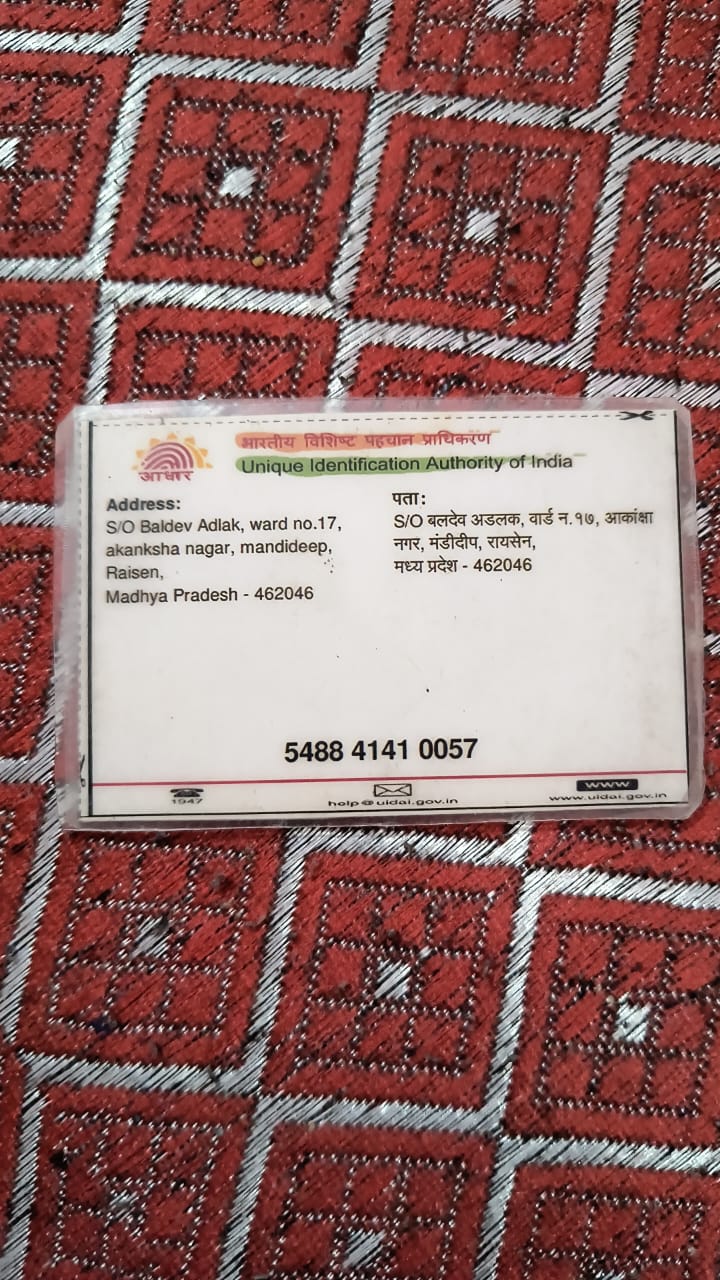 आधार
भारतीय विशिष्ट पहचान प्राधिकरण
Unique Identification Authority of India
Address:
S/O Baldev Adlak, ward no.17,
akanksha nagar, mandideep,
Raisen,
Madhya Pradesh - 462046
पता:
S/O बलदेव अडलक, वार्ड न.१७, आकांक्षा
नगर, मंडीदीप, रायसेन,
मध्य प्रदेश - 462046
5488 4141 0057
1947
help@uidai.gov.in
www
www.uidai.gov.in